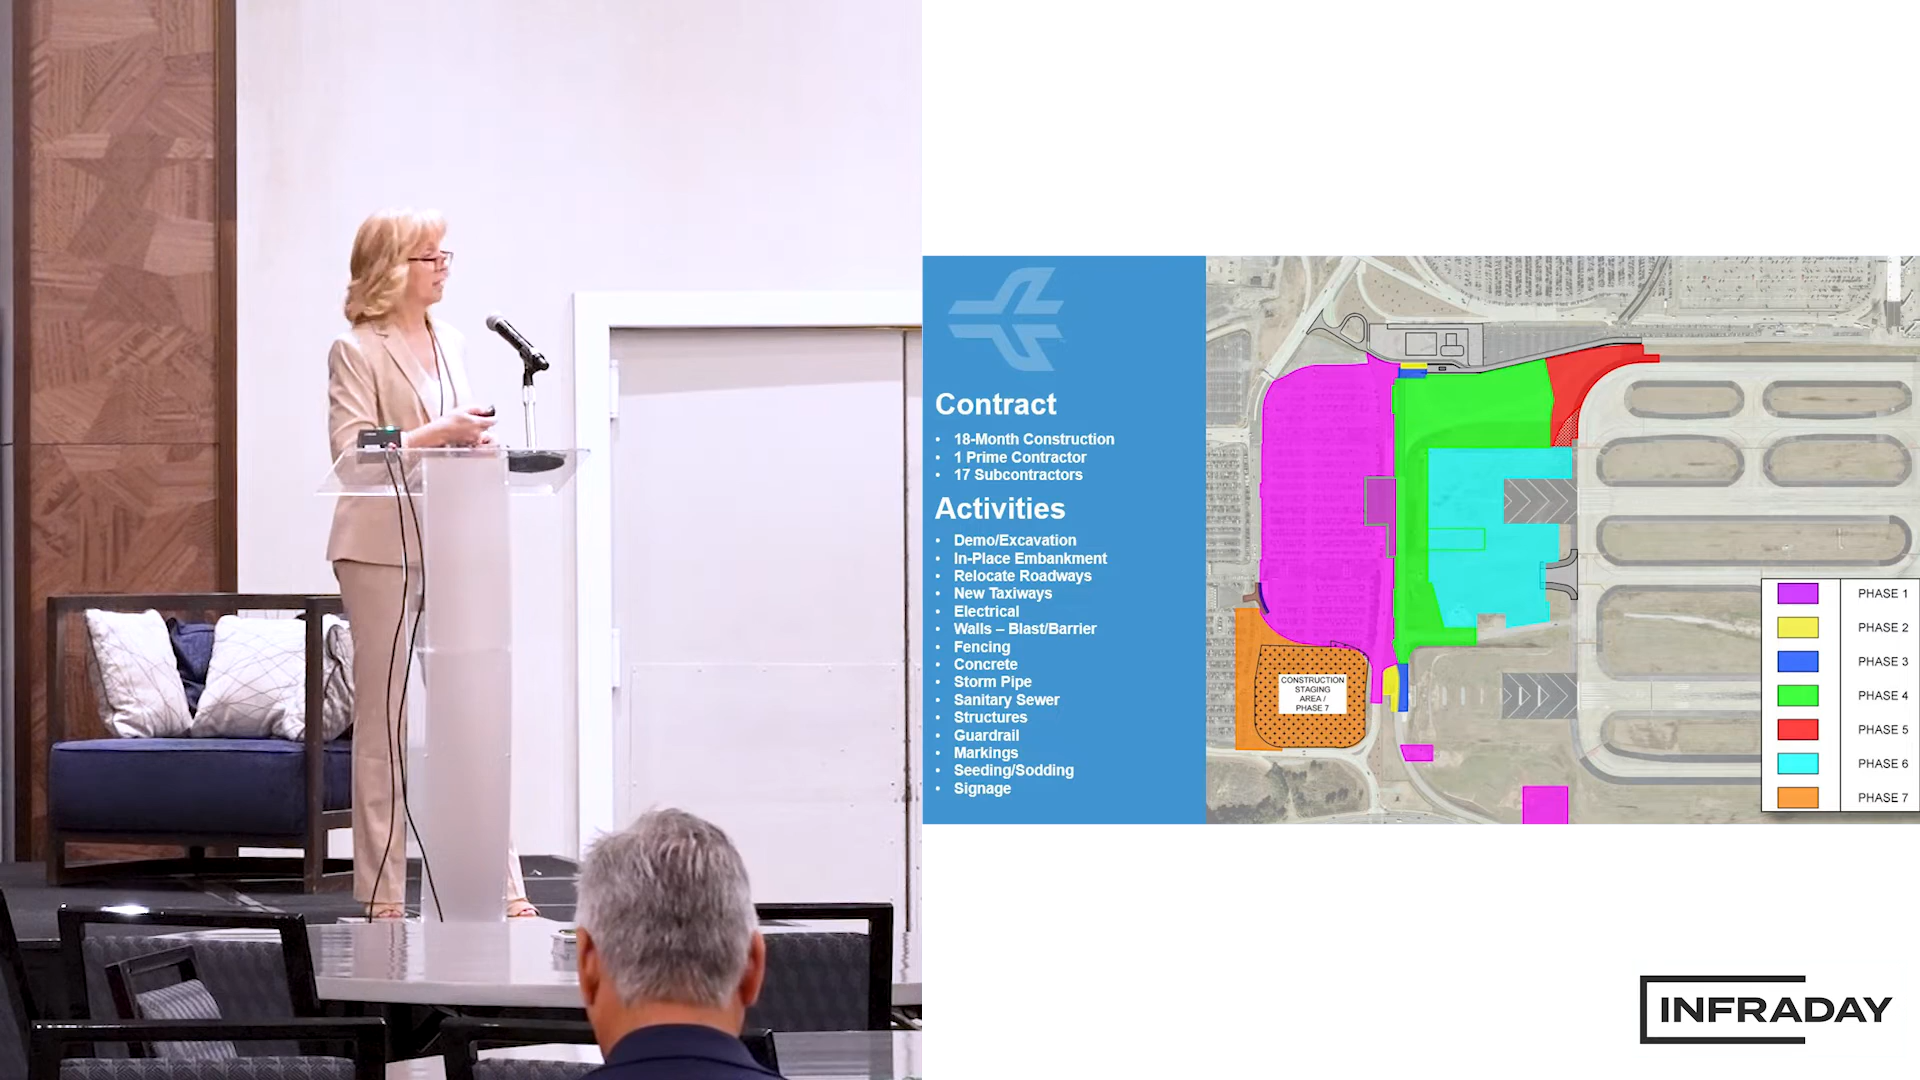 Contract
• 18-Month Construction
• 1 Prime Contractor
• 17 Subcontractors
Activities
• Demo/Excavation
• In-Place Embankment
• Relocate Roadways
• New Taxiways
• Electrical
• Walls – Blast/Barrier
• Fencing
• Concrete
• Storm Pipe
• Sanitary Sewer
• Structures
• Guardrail
• Markings
• Seeding/Sodding
• Signage
CONSTRUCTION
STAGING
AREA /
PHASE 7
PHASE 1
PHASE 2
PHASE 3
PHASE 4
PHASE 5
PHASE 6
PHASE 7
INFRADAY